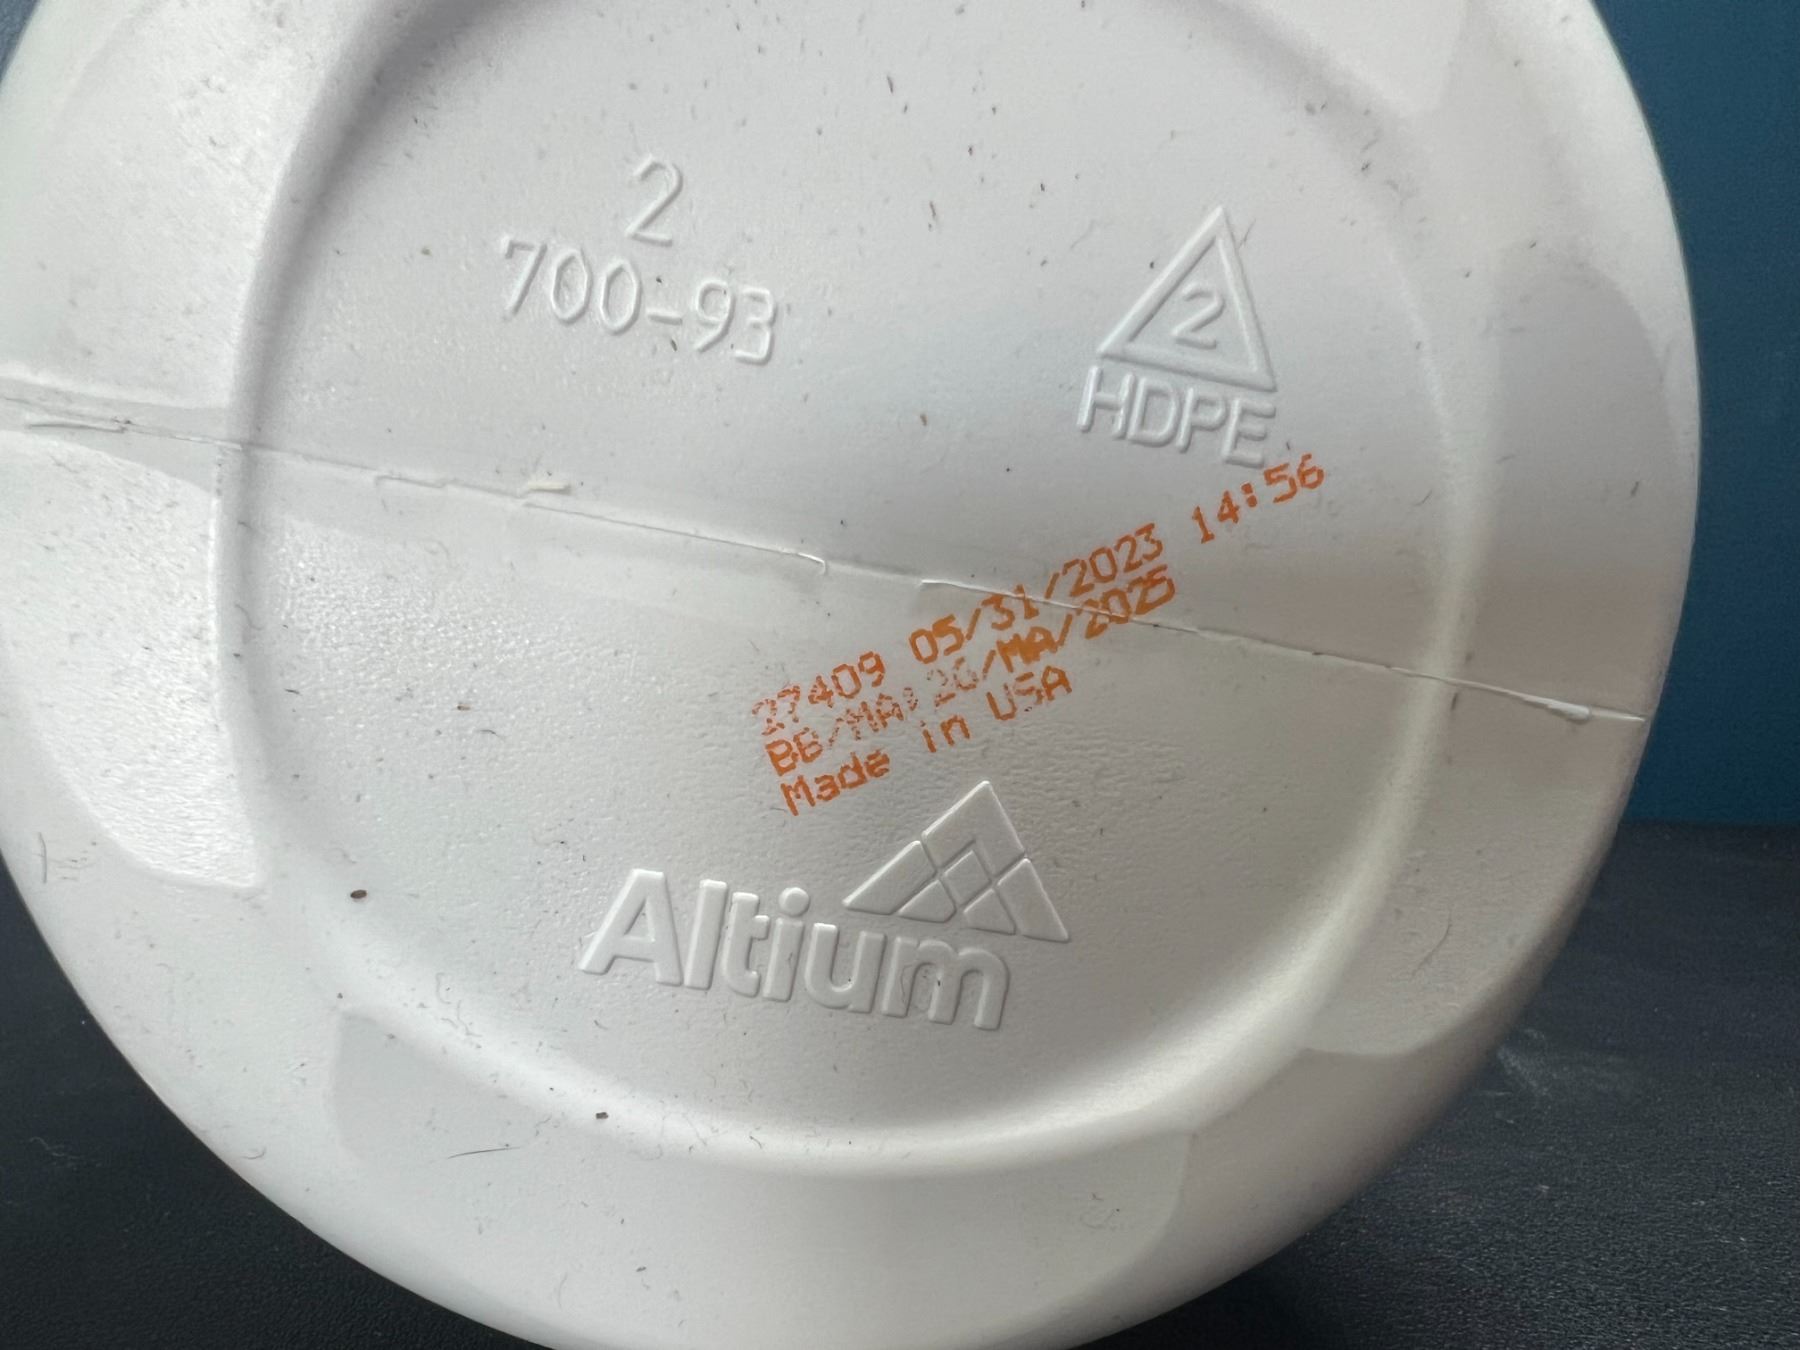 2
700-93
2
HDPE
27409 05/31/2023 14:56
BB/MA: 20/MA/2025
Made in USA
Altium